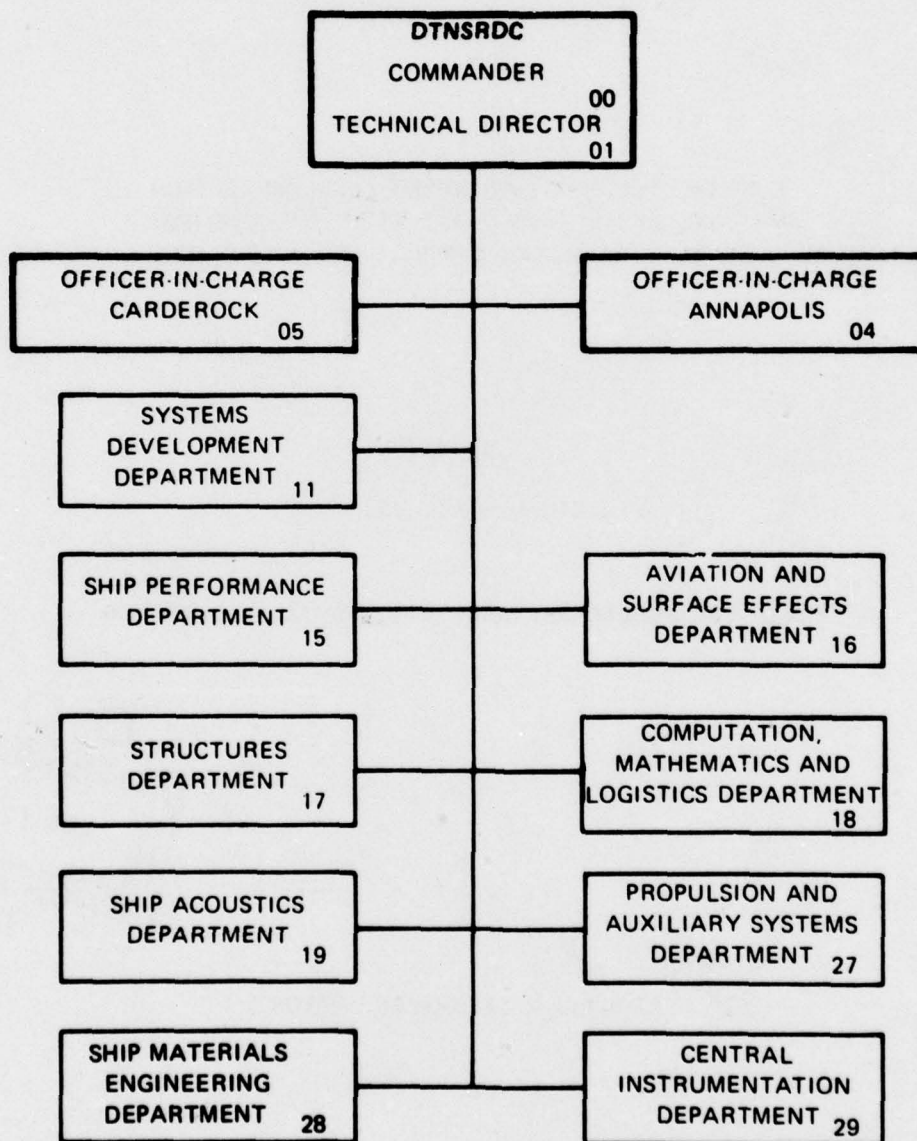 DTNSRDC
COMMANDER
00
TECHNICAL DIRECTOR
01
OFFICER-IN-CHARGE
CARDEROCK
05
OFFICER-IN-CHARGE
ANNAPOLIS
04
SYSTEMS
DEVELOPMENT
DEPARTMENT
11
SHIP PERFORMANCE
DEPARTMENT
15
AVIATION AND
SURFACE EFFECTS
DEPARTMENT
16
STRUCTURES
DEPARTMENT
17
COMPUTATION,
MATHEMATICS AND
LOGISTICS DEPARTMENT
18
SHIP ACOUSTICS
DEPARTMENT
19
PROPULSION AND
AUXILIARY SYSTEMS
DEPARTMENT
27
SHIP MATERIALS
ENGINEERING
DEPARTMENT
28
CENTRAL
INSTRUMENTATION
DEPARTMENT
29